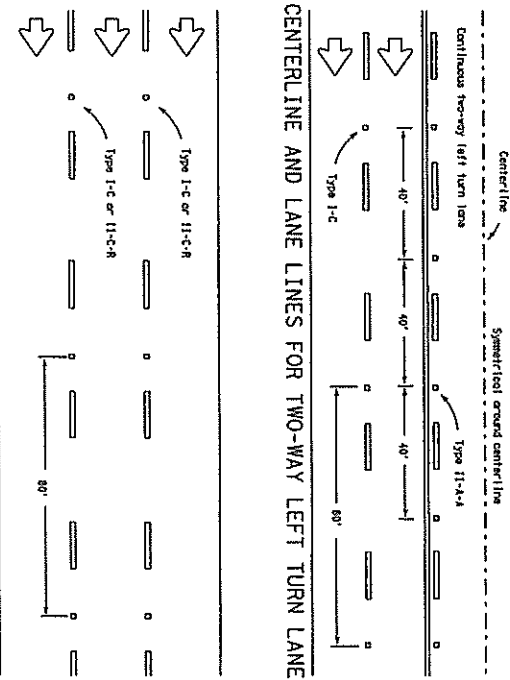 Centerline
Symmetrical around centerline
Continuous two-way left turn lane
Type II-A-A
40'
40'
40'
80'
Type I-C
CENTERLINE AND LANE LINES FOR TWO-WAY LEFT TURN LANE
Type I-C or II-C-R
Type I-C or II-C-R
80'